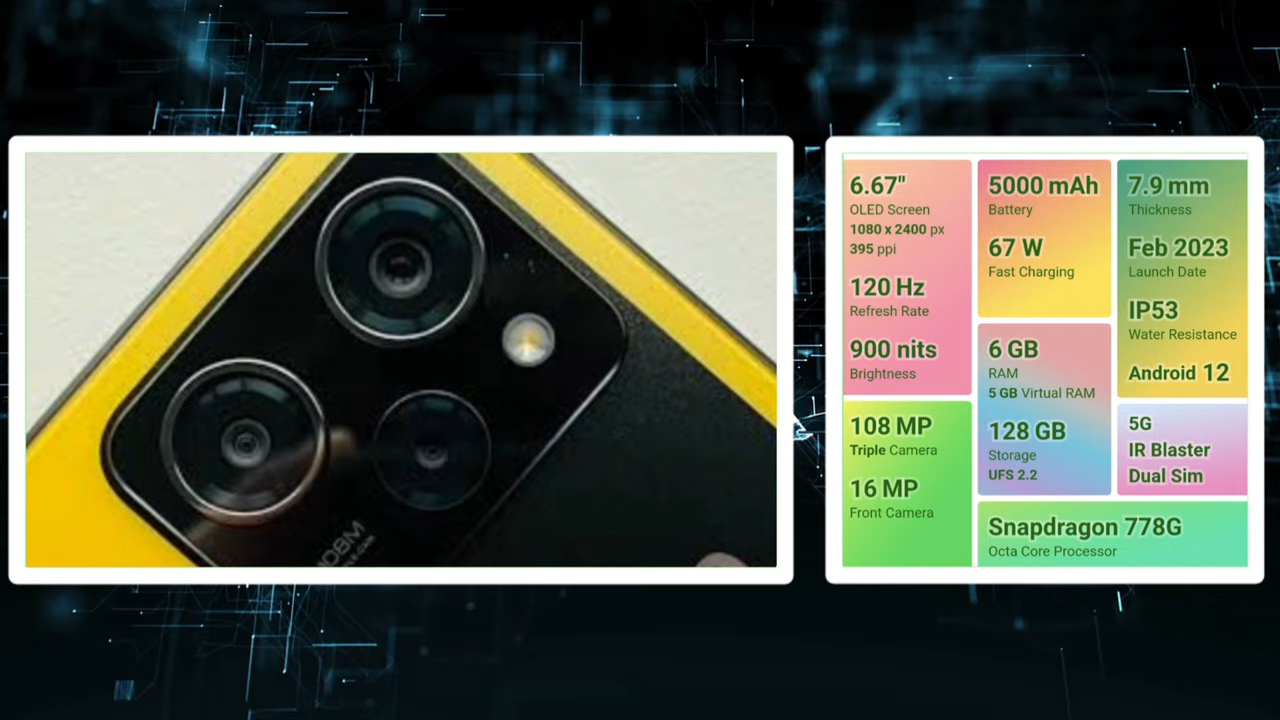 108M
6.67"
OLED Screen
1080 x 2400 px
395 ppi
120 Hz
Refresh Rate
900 nits
Brightness
108 MP
Triple Camera
16 MP
Front Camera
5000 mAh
Battery
67 W
Fast Charging
6 GB
RAM
5 GB Virtual RAM
128 GB
Storage
UFS 2.2
7.9 mm
Thickness
Feb 2023
Launch Date
IP53
Water Resistance
Android 12
5G
IR Blaster
Dual Sim
Snapdragon 778G
Octa Core Processor